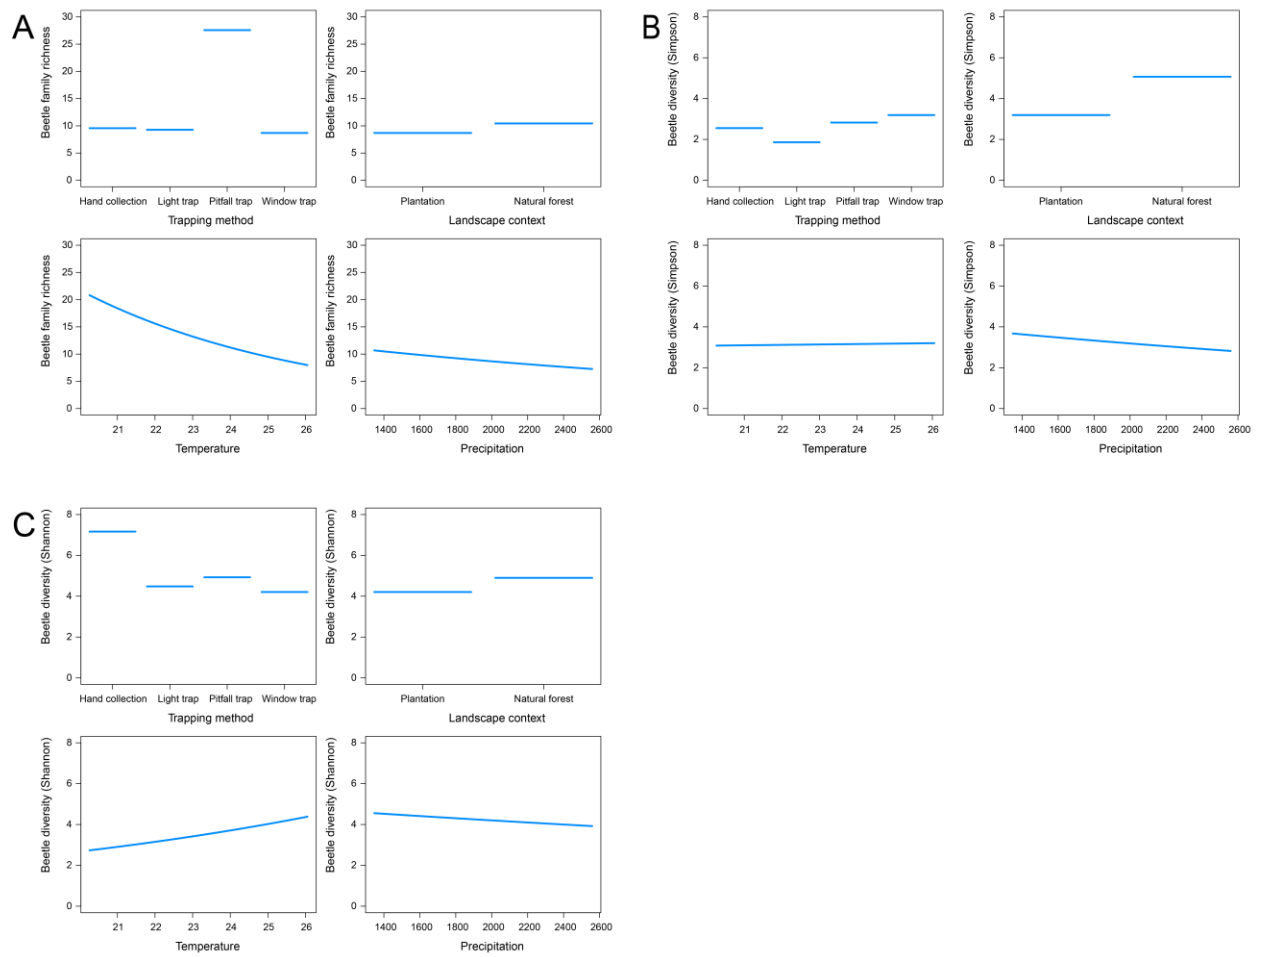 A
Beetle family richness
30
25
20
15
10
5
0
Hand collection Light trap Pitfall trap Window trap
Trapping method
Beetle family richness
30
25
20
15
10
5
0
Plantation Natural forest
Landscape context
Beetle family richness
30
25
20
15
10
5
0
21 22 23 24 25 26
Temperature
Beetle family richness
30
25
20
15
10
5
0
1400 1600 1800 2000 2200 2400 2600
Precipitation
B
Beetle diversity (Simpson)
8
6
4
2
0
Hand collection Light trap Pitfall trap Window trap
Trapping method
Beetle diversity (Simpson)
8
6
4
2
0
Plantation Natural forest
Landscape context
Beetle diversity (Simpson)
8
6
4
2
0
21 22 23 24 25 26
Temperature
Beetle diversity (Simpson)
8
6
4
2
0
1400 1600 1800 2000 2200 2400 2600
Precipitation
C
Beetle diversity (Shannon)
8
6
4
2
0
Hand collection Light trap Pitfall trap Window trap
Trapping method
Beetle diversity (Shannon)
8
6
4
2
0
Plantation Natural forest
Landscape context
Beetle diversity (Shannon)
8
6
4
2
0
21 22 23 24 25 26
Temperature
Beetle diversity (Shannon)
8
6
4
2
0
1400 1600 1800 2000 2200 2400 2600
Precipitation